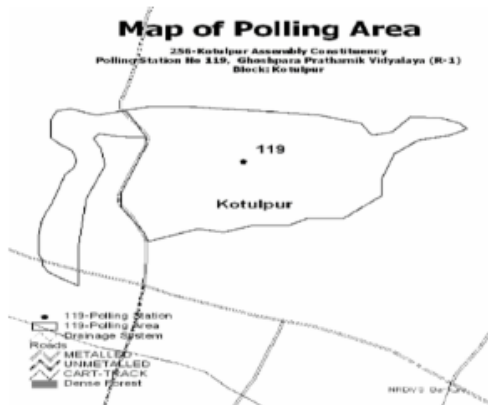 Map of Polling Area
256-Kotulpur Assembly Constituency
Polling Station No 119, Ghoshpara Prathamik Vidyalaya (R-1)
Block: Kotulpur
119
Kotulpur
119-Polling Station
119-Polling Area
Drainage System
Roads
METALLED
UNMETALLED
CART-TRACK
Dense Forest